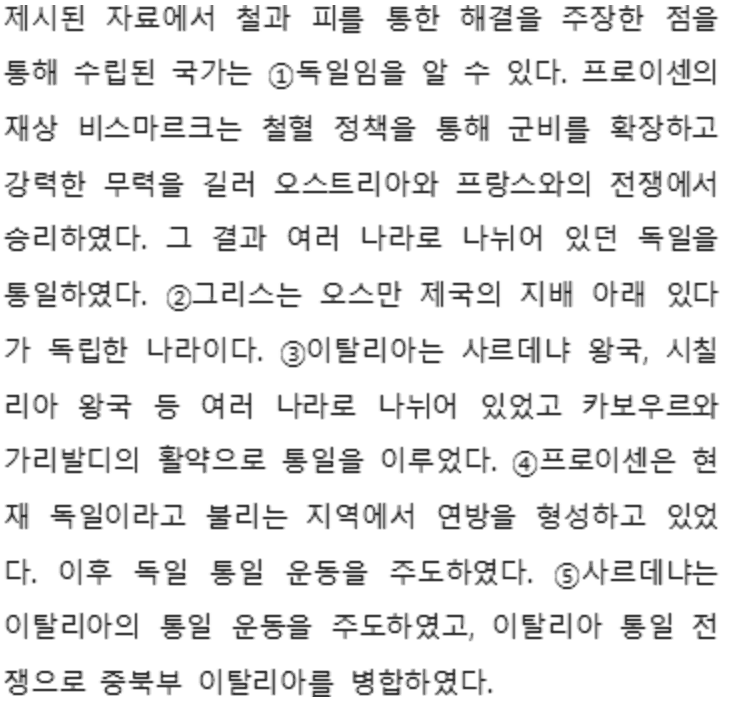 제시된 자료에서 철과 피를 통한 해결을 주장한 점을
통해 수립된 국가는 ①독일임을 알 수 있다. 프로이센의
재상 비스마르크는 철혈 정책을 통해 군비를 확장하고
강력한 무력을 길러 오스트리아와 프랑스와의 전쟁에서
승리하였다. 그 결과 여러 나라로 나뉘어 있던 독일을
통일하였다. ②그리스는 오스만 제국의 지배 아래 있다
가 독립한 나라이다. ③이탈리아는 사르데냐 왕국, 시칠
리아 왕국 등 여러 나라로 나뉘어 있었고 카보우르와
가리발디의 활약으로 통일을 이루었다. ④프로이센은 현
재 독일이라고 불리는 지역에서 연방을 형성하고 있었
다. 이후 독일 통일 운동을 주도하였다. ⑤사르데냐는
이탈리아의 통일 운동을 주도하였고, 이탈리아 통일 전
쟁으로 중북부 이탈리아를 병합하였다.